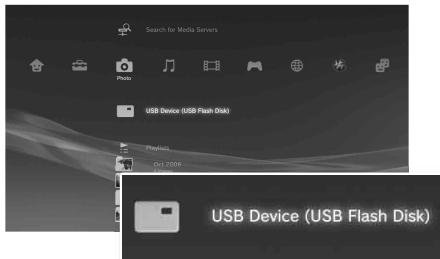 Search for Media Servers
Photo
USB Device (USB Flash Disk)
Playlists
Oct 2006
USB Device (USB Flash Disk)